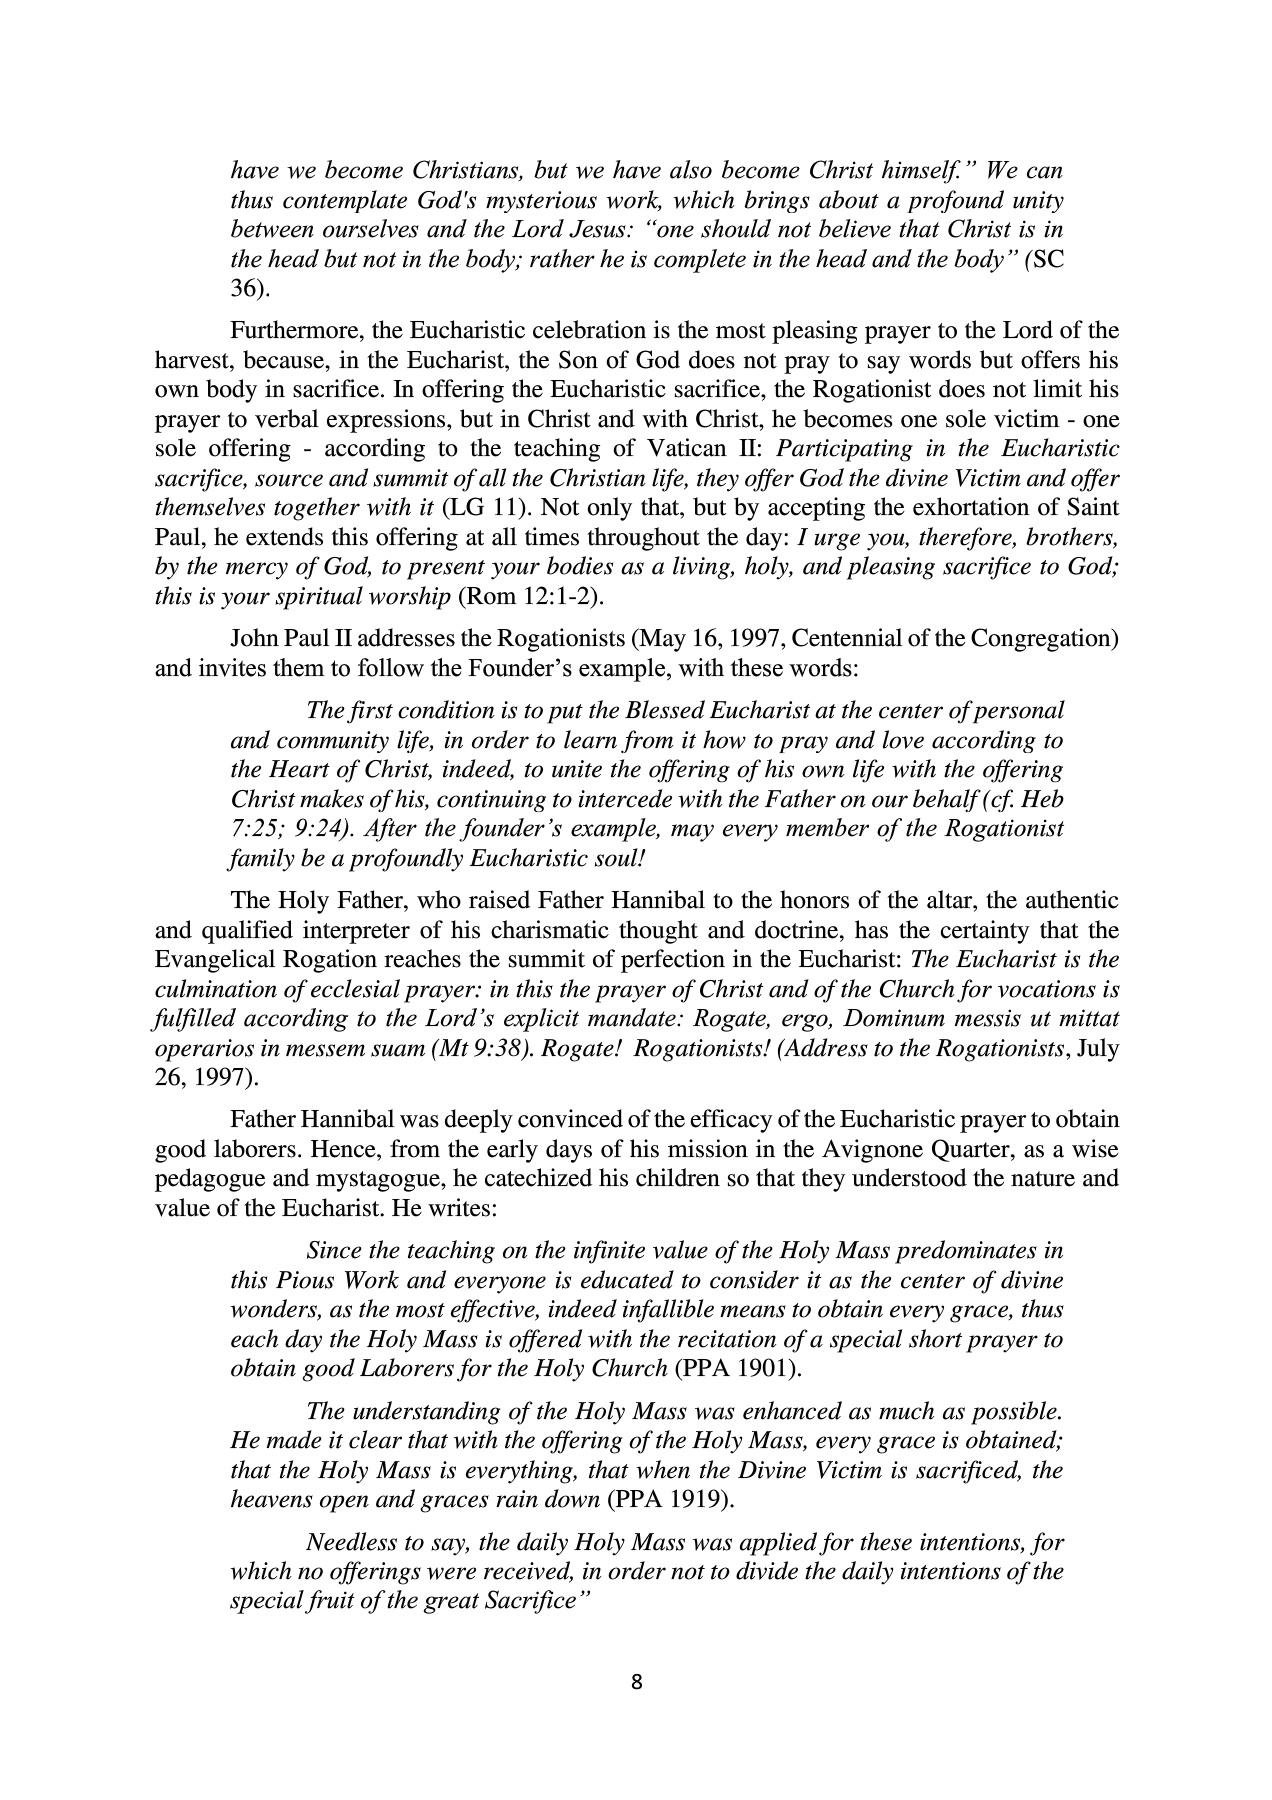 have we become Christians, but we have also become Christ himself.” We can
thus contemplate God's mysterious work, which brings about a profound unity
between ourselves and the Lord Jesus: “one should not believe that Christ is in
the head but not in the body; rather he is complete in the head and the body” (SC
36).
Furthermore, the Eucharistic celebration is the most pleasing prayer to the Lord of the
harvest, because, in the Eucharist, the Son of God does not pray to say words but offers his
own body in sacrifice. In offering the Eucharistic sacrifice, the Rogationist does not limit his
prayer to verbal expressions, but in Christ and with Christ, he becomes one sole victim - one
sole offering - according to the teaching of Vatican II: Participating in the Eucharistic
sacrifice, source and summit of all the Christian life, they offer God the divine Victim and offer
themselves together with it (LG 11). Not only that, but by accepting the exhortation of Saint
Paul, he extends this offering at all times throughout the day: I urge you, therefore, brothers,
by the mercy of God, to present your bodies as a living, holy, and pleasing sacrifice to God;
this is your spiritual worship (Rom 12:1-2).
John Paul II addresses the Rogationists (May 16, 1997, Centennial of the Congregation)
and invites them to follow the Founder’s example, with these words:
The first condition is to put the Blessed Eucharist at the center of personal
and community life, in order to learn from it how to pray and love according to
the Heart of Christ, indeed, to unite the offering of his own life with the offering
Christ makes of his, continuing to intercede with the Father on our behalf (cf. Heb
7:25; 9:24). After the founder’s example, may every member of the Rogationist
family be a profoundly Eucharistic soul!
The Holy Father, who raised Father Hannibal to the honors of the altar, the authentic
and qualified interpreter of his charismatic thought and doctrine, has the certainty that the
Evangelical Rogation reaches the summit of perfection in the Eucharist: The Eucharist is the
culmination of ecclesial prayer: in this the prayer of Christ and of the Church for vocations is
fulfilled according to the Lord’s explicit mandate: Rogate, ergo, Dominum messis ut mittat
operarios in messem suam (Mt 9:38). Rogate! Rogationists! (Address to the Rogationists, July
26, 1997).
Father Hannibal was deeply convinced of the efficacy of the Eucharistic prayer to obtain
good laborers. Hence, from the early days of his mission in the Avignone Quarter, as a wise
pedagogue and mystagogue, he catechized his children so that they understood the nature and
value of the Eucharist. He writes:
Since the teaching on the infinite value of the Holy Mass predominates in
this Pious Work and everyone is educated to consider it as the center of divine
wonders, as the most effective, indeed infallible means to obtain every grace, thus
each day the Holy Mass is offered with the recitation of a special short prayer to
obtain good Laborers for the Holy Church (PPA 1901).
The understanding of the Holy Mass was enhanced as much as possible.
He made it clear that with the offering of the Holy Mass, every grace is obtained;
that the Holy Mass is everything, that when the Divine Victim is sacrificed, the
heavens open and graces rain down (PPA 1919).
Needless to say, the daily Holy Mass was applied for these intentions, for
which no offerings were received, in order not to divide the daily intentions of the
special fruit of the great Sacrifice”
8